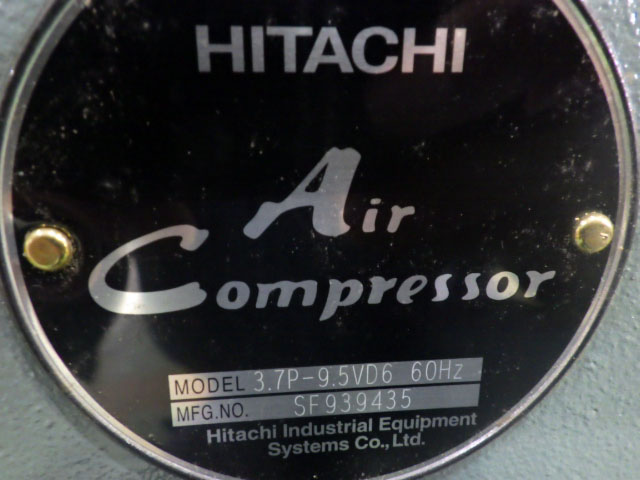 HITACHI
Air
Compressor
MODEL 3.7P-9.5VD6 60Hz
MFG.NO. SF939435
Hitachi Industrial Equipment
Systems Co.,Ltd.